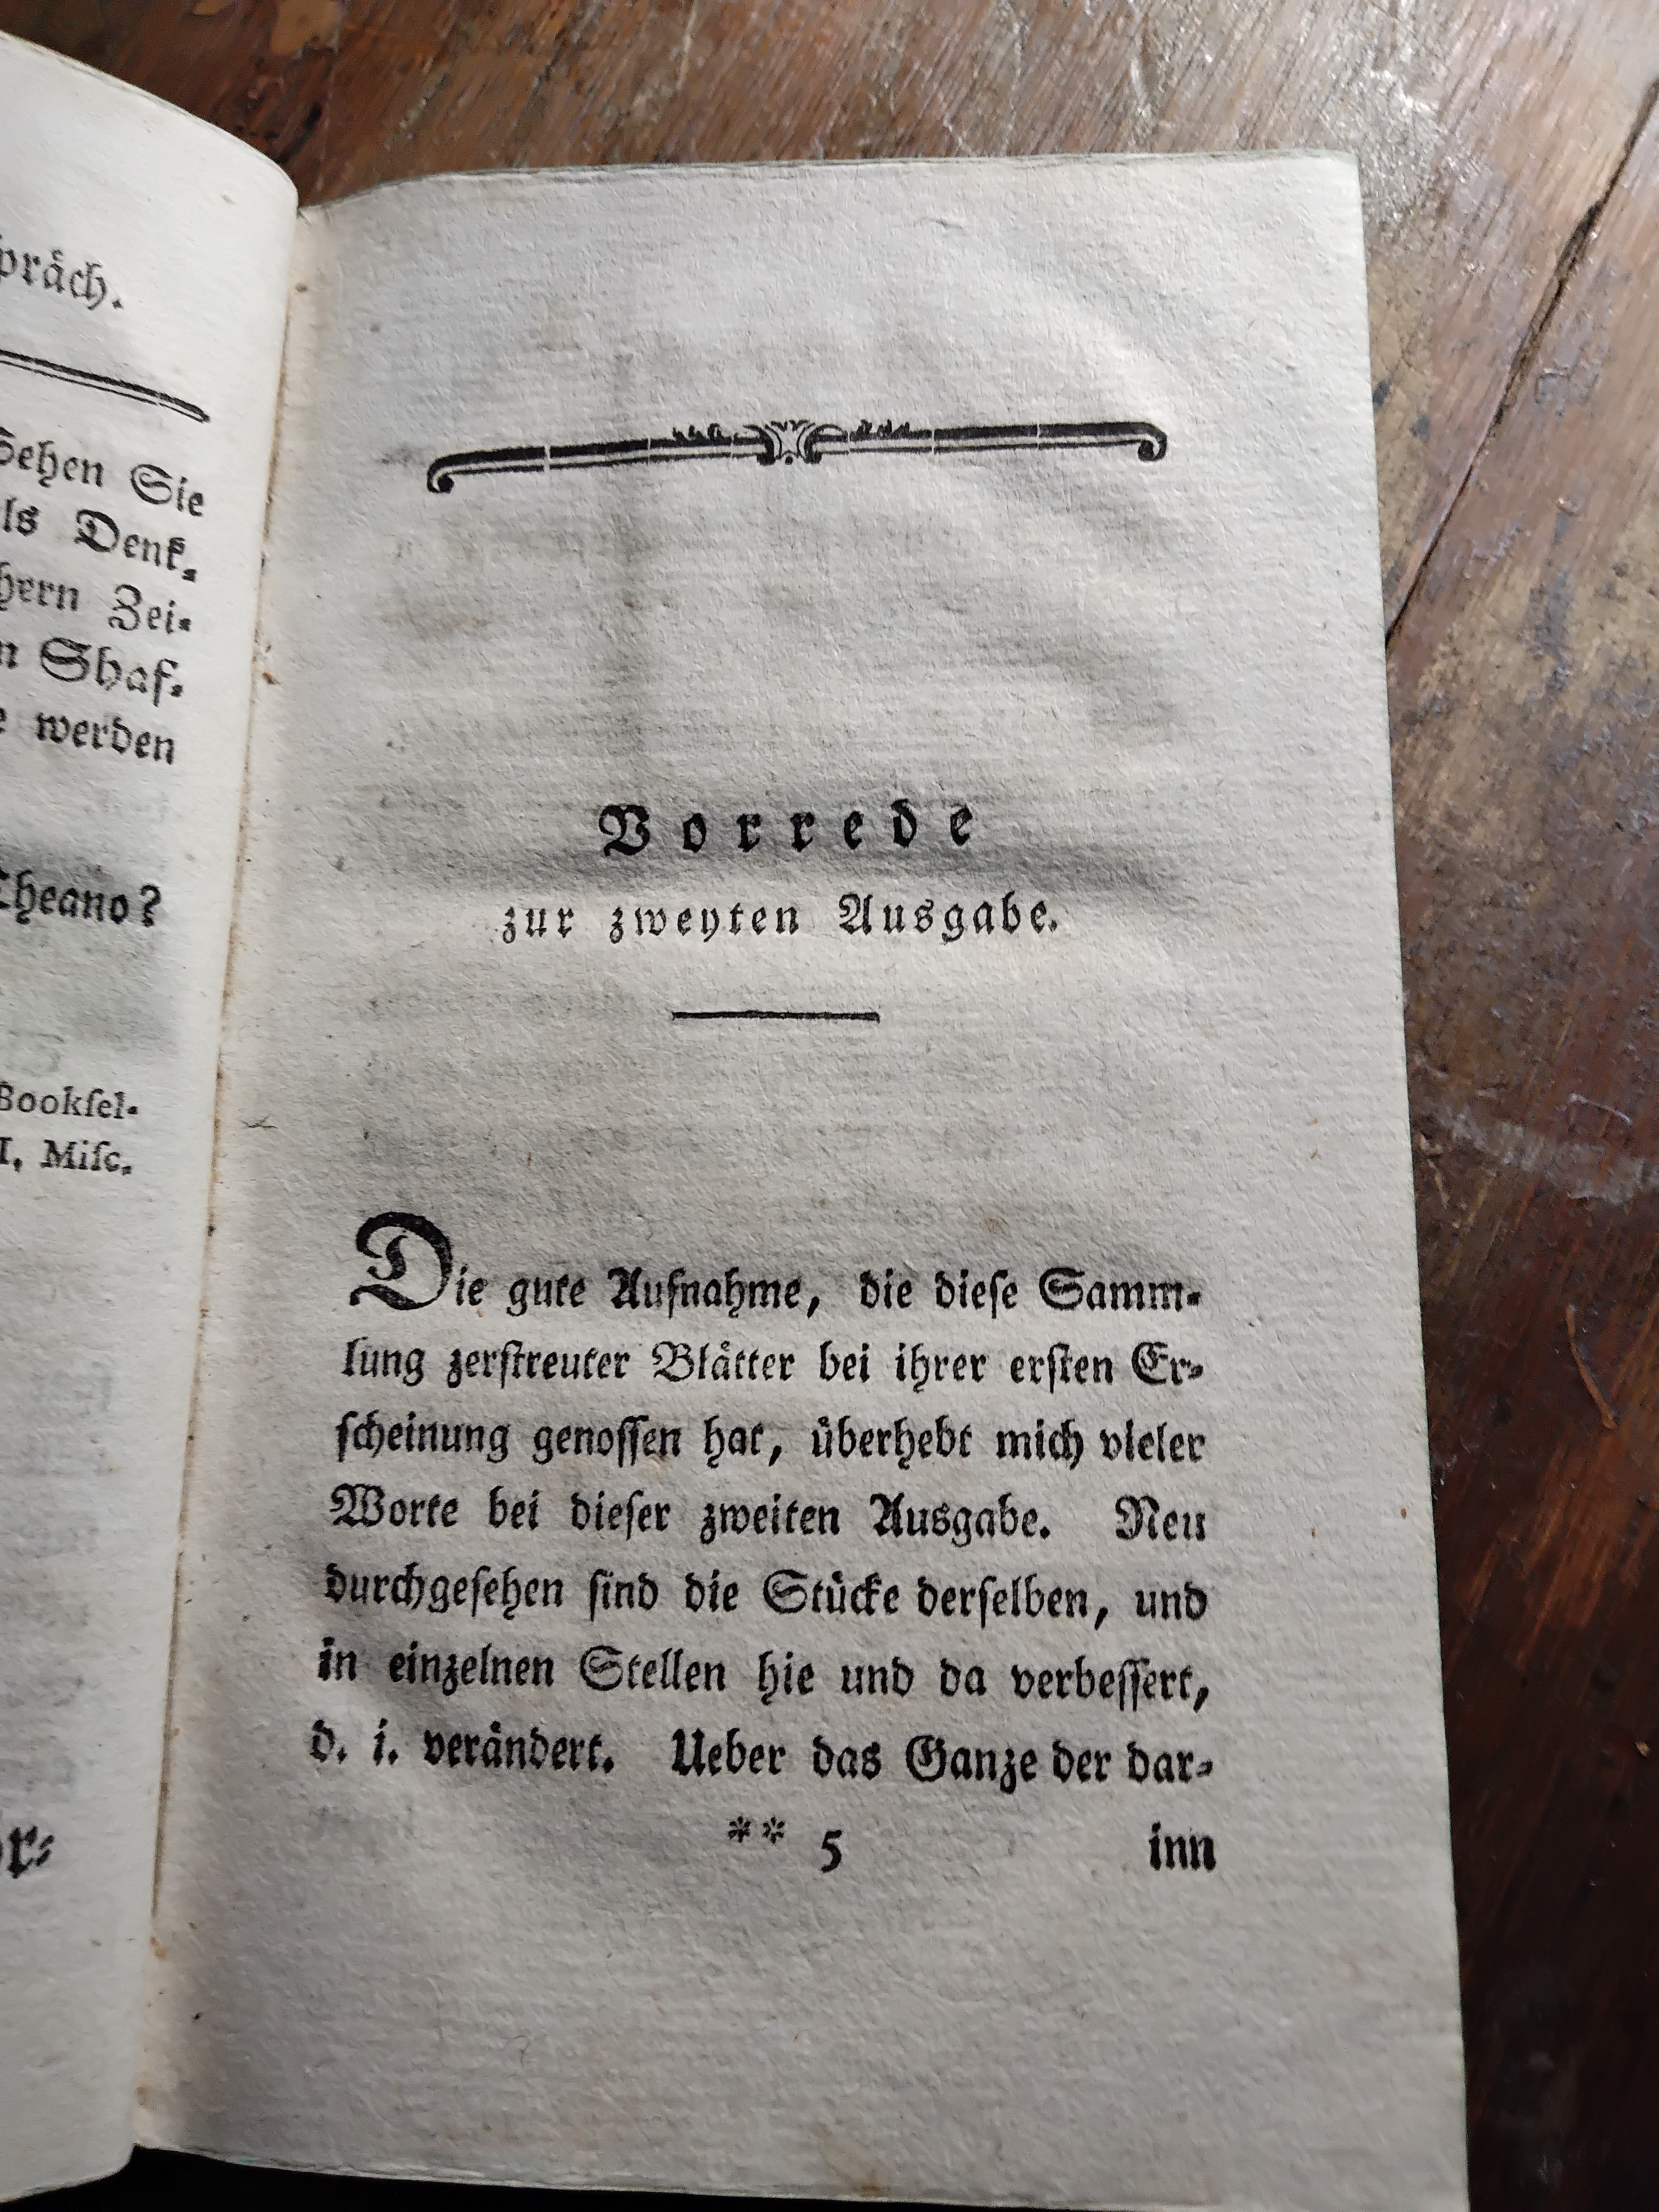 präch.
Sehen Sie
ls Denk-
hern Zei-
n Shaf-
e werden
Theano?
Bookſel-
I, Miſc.
or-
Vorrede
zur zweyten Ausgabe.
Die gute Aufnahme, die dieſe Samm-
lung zerſtreuter Blätter bei ihrer erſten Er-
ſcheinung genoſſen hat, überhebt mich vieler
Worte bei dieſer zweiten Ausgabe. Neu
durchgeſehen ſind die Stücke derſelben, und
in einzelnen Stellen hie und da verbeſſert,
d. i. verändert. Ueber das Ganze der dar-
** 5 inn